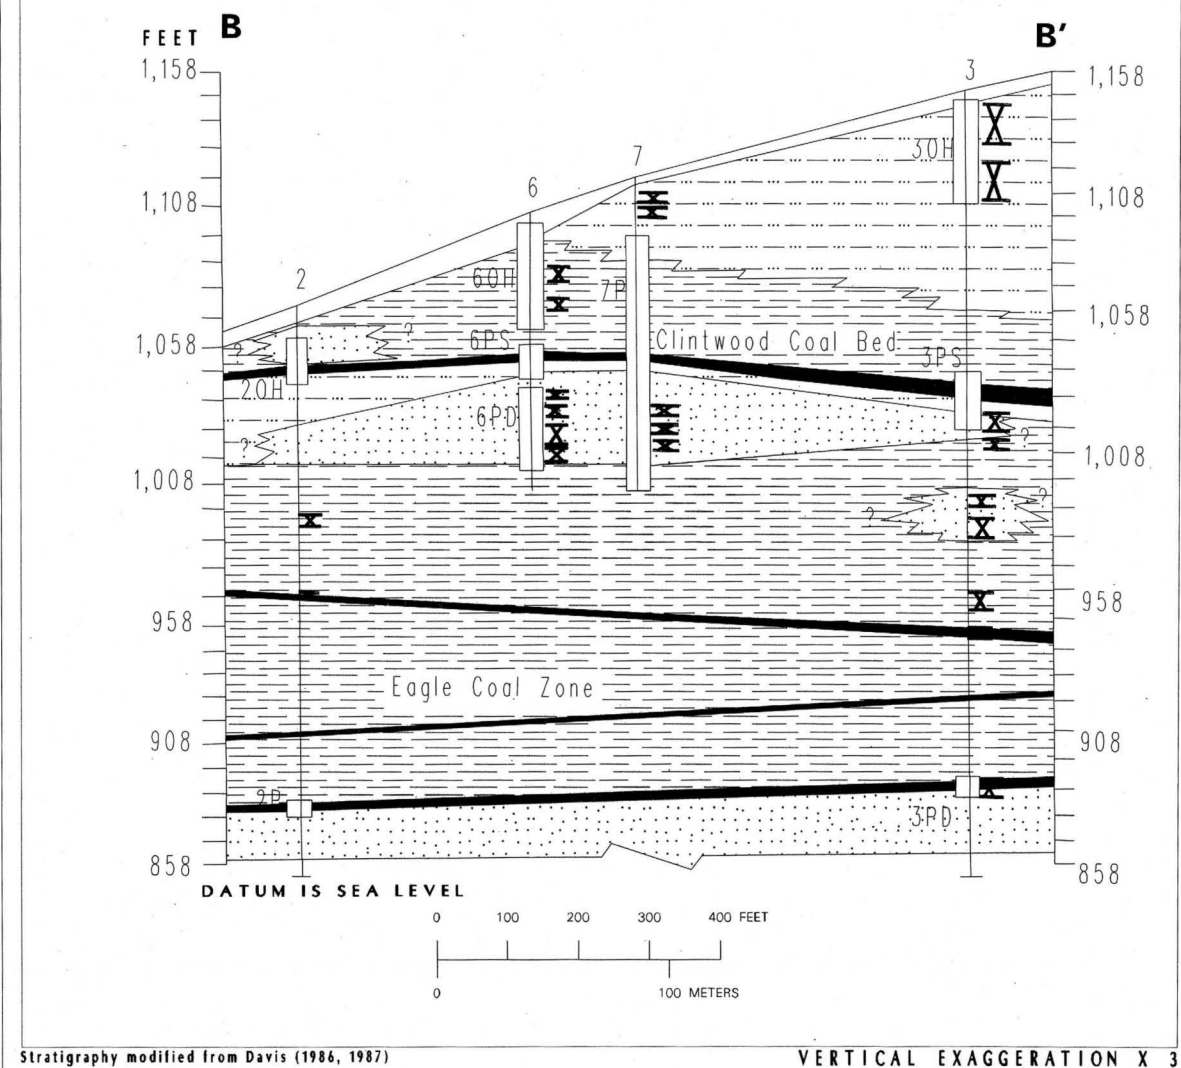 B
B′
FEET
1,158
1,158
3
30H
7
1,108
1,108
6
60H
7P
2
1,058
1,058
6PS
Clintwood Coal Bed
3PS
?
?
20H
6PD
?
?
1,008
1,008
?
?
958
958
Eagle Coal Zone
908
908
2P
3PD
858
858
DATUM IS SEA LEVEL
0 100 200 300 400 FEET
0 100 METERS
Stratigraphy modified from Davis (1986, 1987)
VERTICAL EXAGGERATION X 3